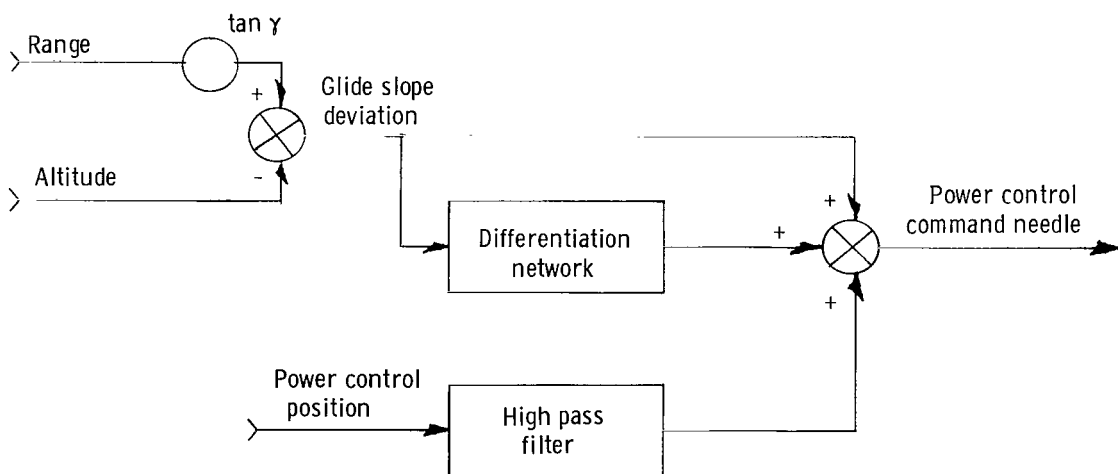 tan γ
Range
+
Glide slope
deviation
-
Altitude
+
Power control
command needle
+
Differentiation
network
+
Power control
position
High pass
filter